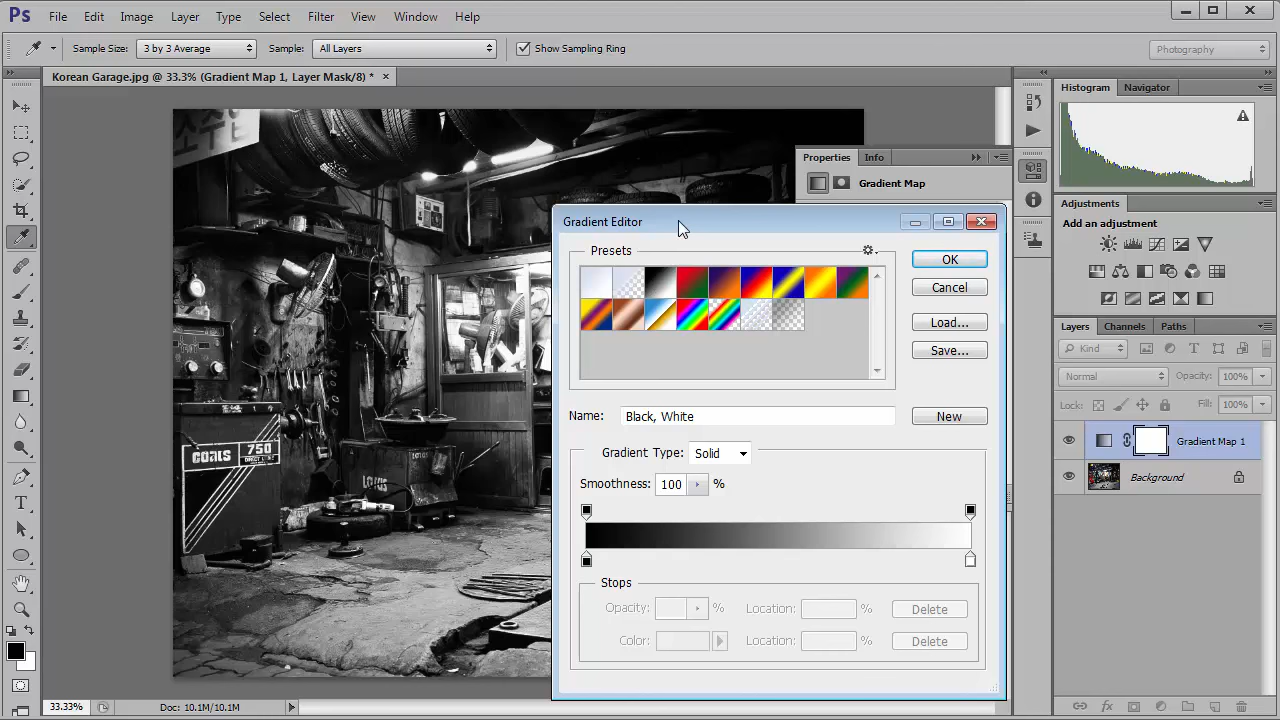 Ps File Edit Image Layer Type Select Filter View Window Help
Sample Size: 3 by 3 Average Sample: All Layers Show Sampling Ring Photography
Korean Garage.jpg @ 33.3% (Gradient Map 1, Layer Mask/8) * ×
Histogram Navigator
Properties Info
Gradient Map
Adjustments
Add an adjustment
Gradient Editor
Presets
OK
Cancel
Load...
Save...
Name: Black, White
New
Gradient Type: Solid
Smoothness: 100 %
Stops
Opacity: % Location: % Delete
Color: Location: % Delete
Layers Channels Paths
Kind
Normal Opacity: 100%
Lock: Fill: 100%
Gradient Map 1
Background
COALS 750
33.33% Doc: 10.1M/10.1M